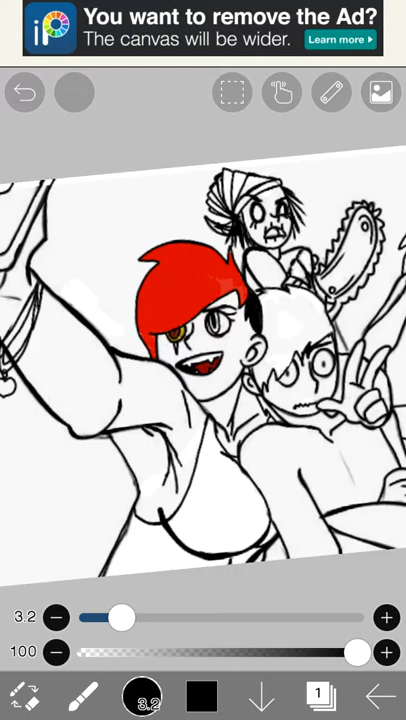 You want to remove the Ad?
The canvas will be wider.
Learn more ▸
iP
3.2
100
3.2
1